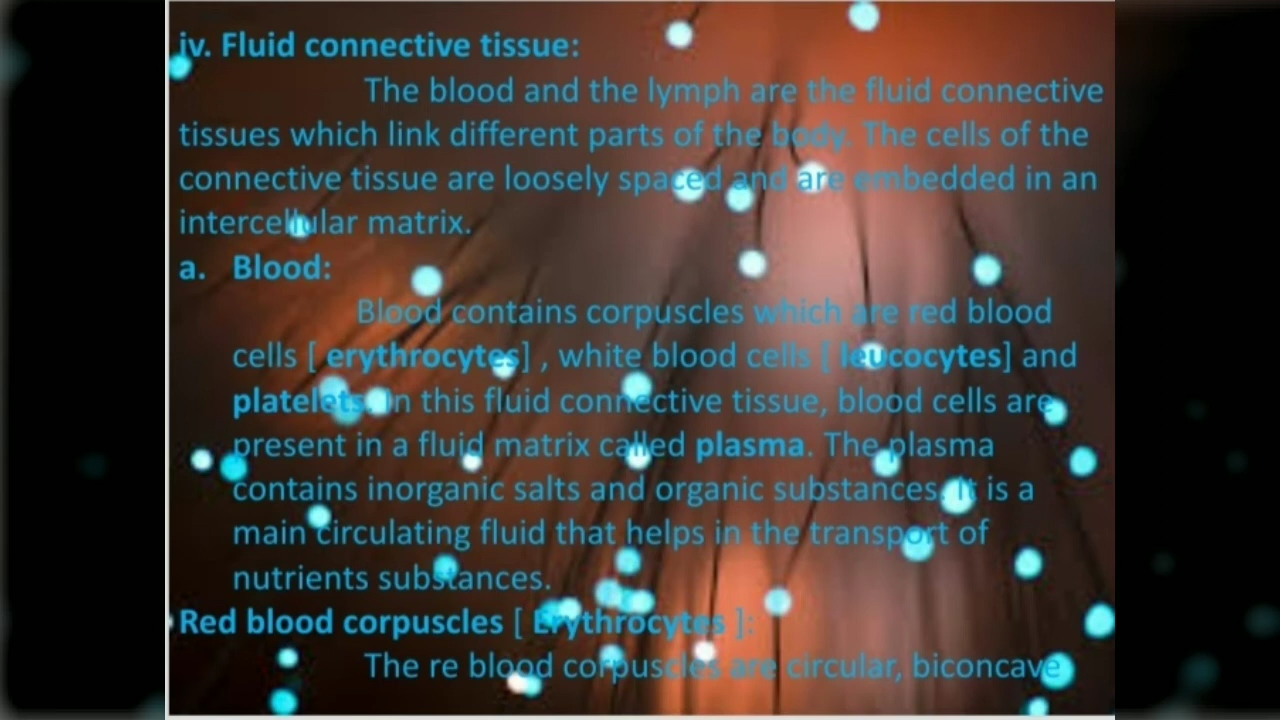 iv. Fluid connective tissue:
The blood and the lymph are the fluid connective
tissues which link different parts of the body. The cells of the
connective tissue are loosely spaced and are embedded in an
intercellular matrix.
a. Blood:
Blood contains corpuscles which are red blood
cells [ erythrocytes] , white blood cells [ leucocytes] and
platelets. In this fluid connective tissue, blood cells are
present in a fluid matrix called plasma. The plasma
contains inorganic salts and organic substances. It is a
main circulating fluid that helps in the transport of
nutrients substances.
Red blood corpuscles [ Erythrocytes ]:
The re blood corpuscles are circular, biconcave